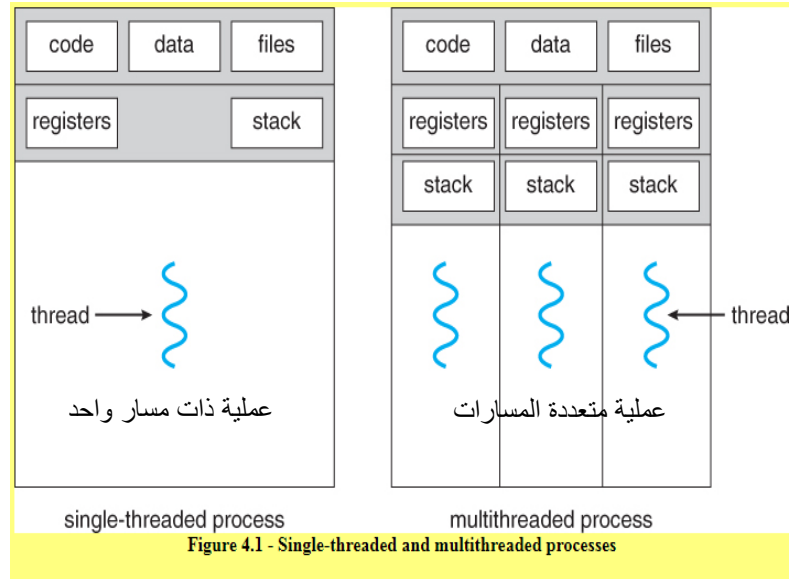 code data files
registers stack
thread
عملية ذات مسار واحد
single-threaded process
code data files
registers registers registers
stack stack stack
thread
عملية متعددة المسارات
multithreaded process
Figure 4.1 - Single-threaded and multithreaded processes